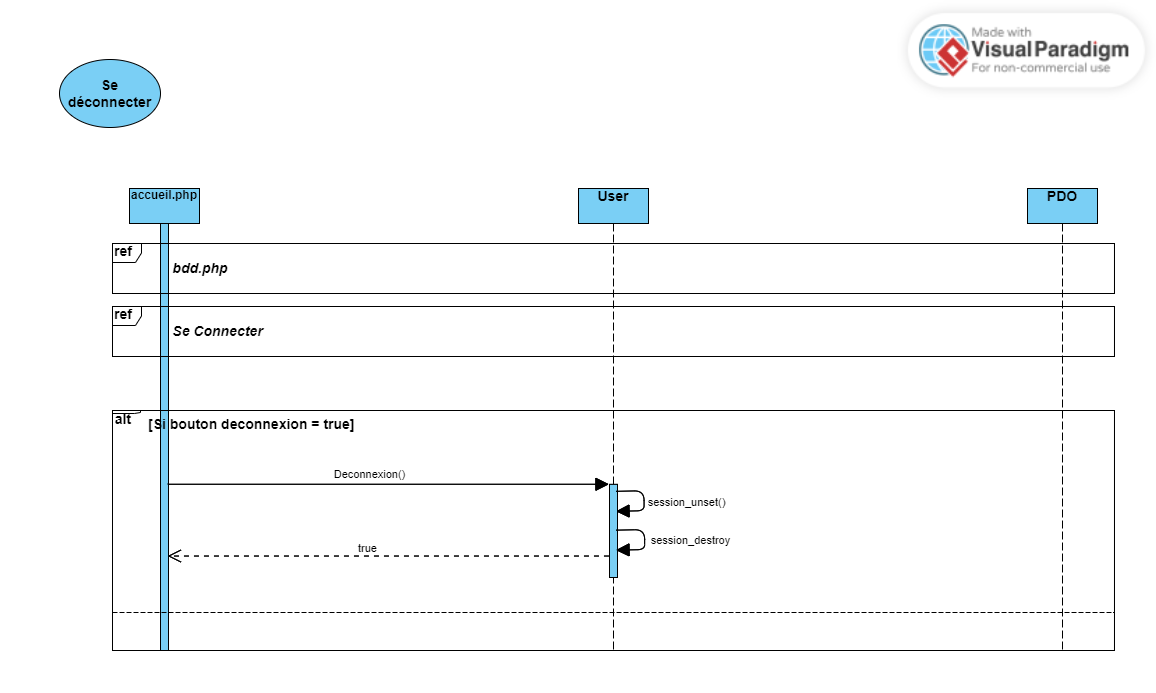 Made with
Visual Paradigm
For non-commercial use
Se
déconnecter
accueil.php
User
PDO
ref
bdd.php
ref
Se Connecter
alt
[Si bouton deconnexion = true]
Deconnexion()
session_unset()
session_destroy
true